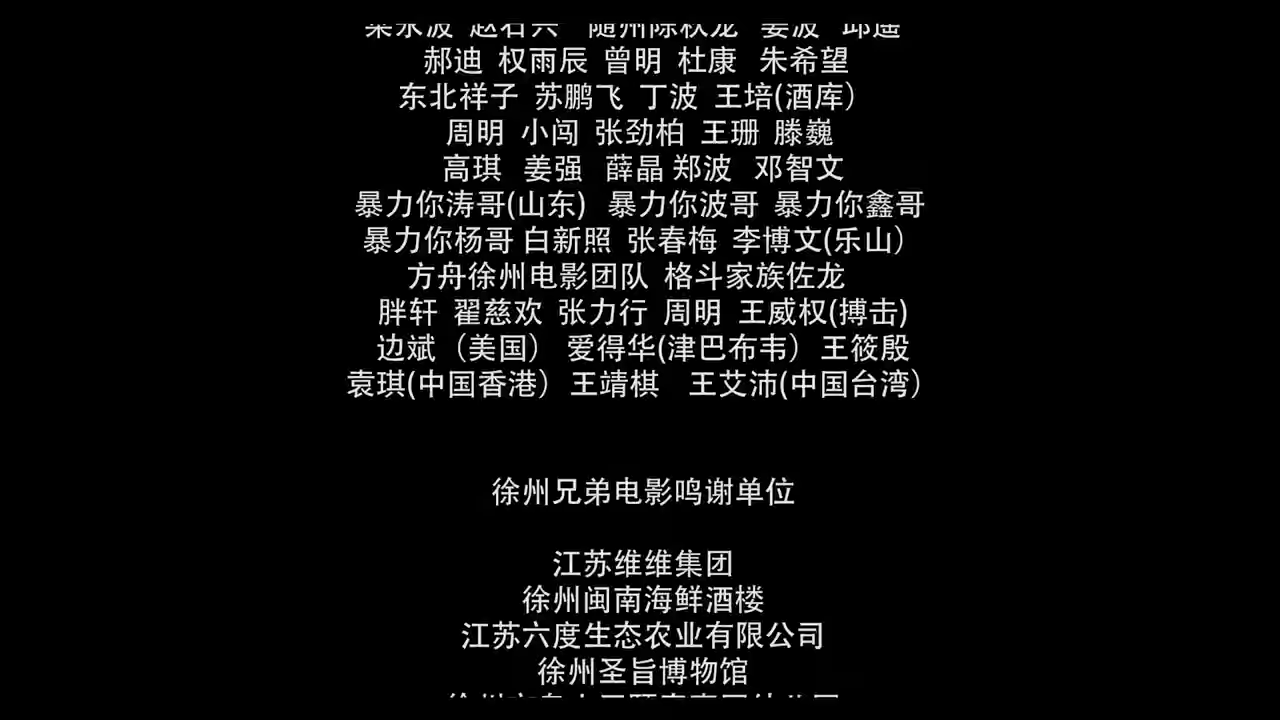 郝迪 权雨辰 曾明 杜康 朱希望
东北祥子 苏鹏飞 丁波 王培(酒库）
周明 小闯 张劲柏 王珊 滕巍
高琪 姜强 薛晶 郑波 邓智文
暴力你涛哥(山东) 暴力你波哥 暴力你鑫哥
暴力你杨哥 白新照 张春梅 李博文(乐山）
方舟徐州电影团队 格斗家族佐龙
胖轩 翟慈欢 张力行 周明 王威权(搏击)
边斌（美国） 爱得华(津巴布韦） 王筱殷
袁琪(中国香港） 王靖棋 王艾沛(中国台湾）
徐州兄弟电影鸣谢单位
江苏维维集团
徐州闽南海鲜酒楼
江苏六度生态农业有限公司
徐州圣旨博物馆